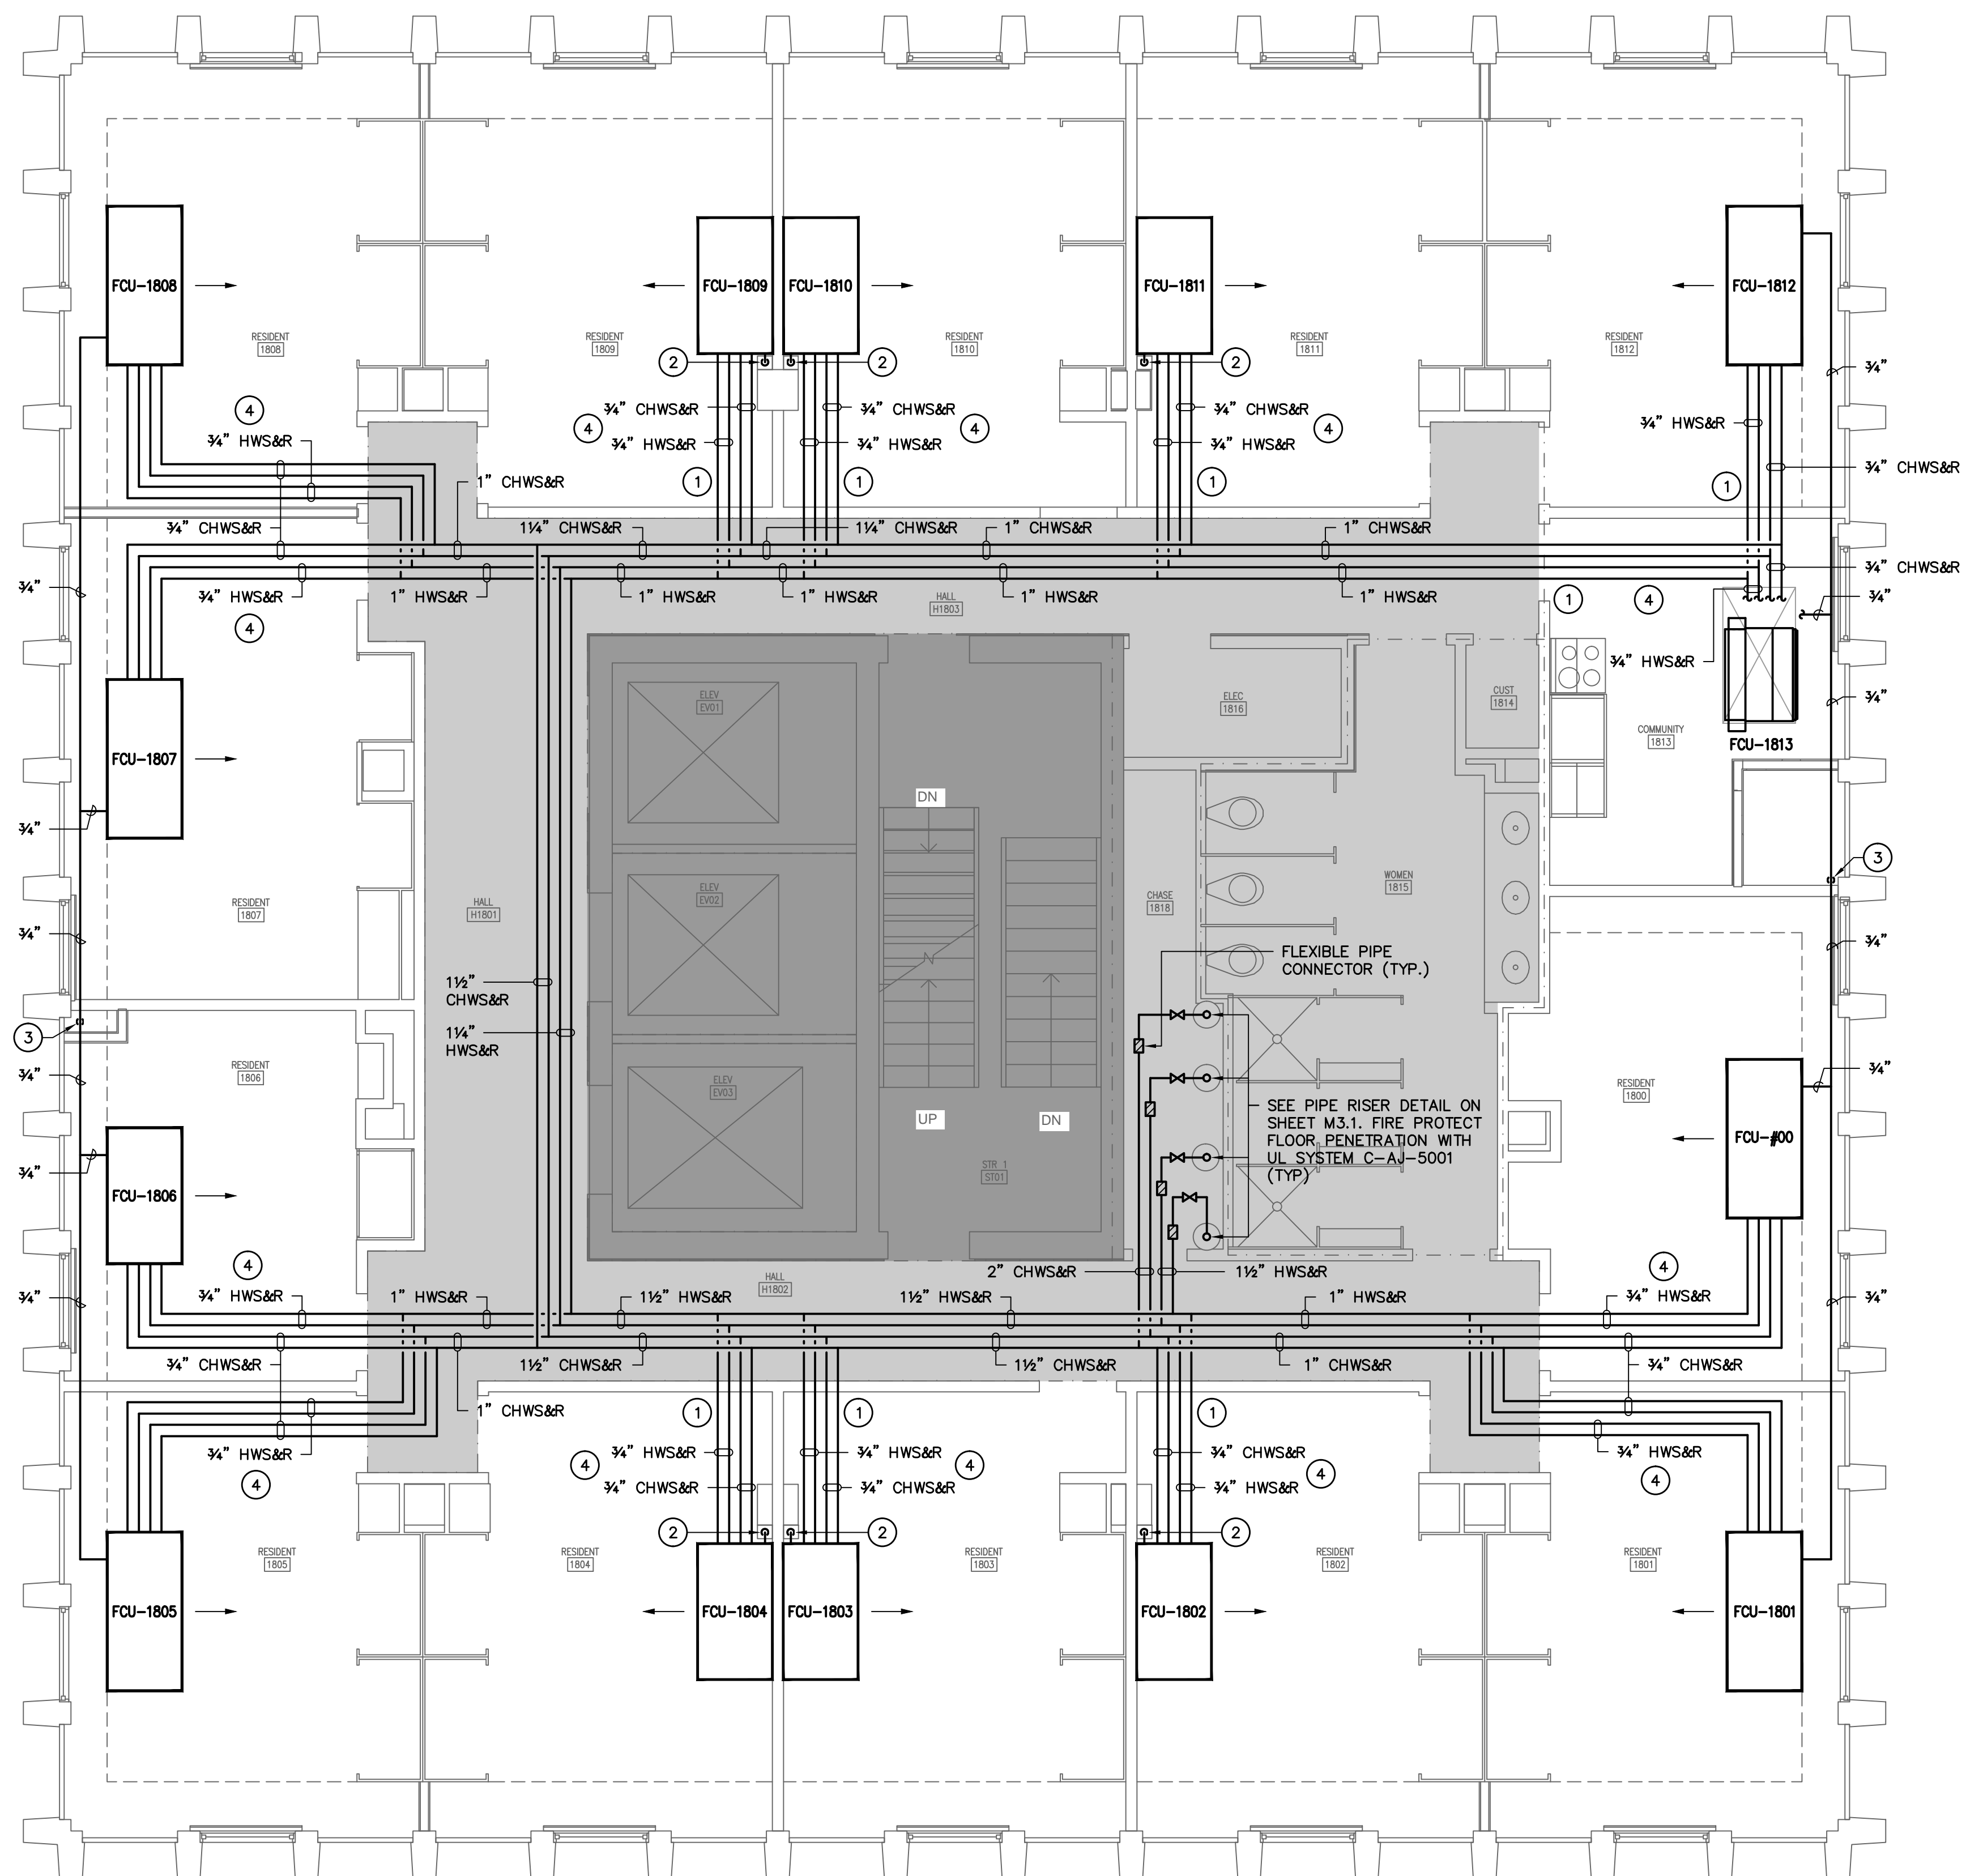 FCU-1808
FCU-1809
FCU-1810
FCU-1811
FCU-1812
RESIDENT
1808
RESIDENT
1809
RESIDENT
1810
RESIDENT
1811
RESIDENT
1812
2
2
2
¾"
4
¾" HWS&R
¾" CHWS&R
¾" CHWS&R
¾" CHWS&R
4
¾" HWS&R
¾" HWS&R
4
¾" HWS&R
4
¾" HWS&R
1" CHWS&R
1
1
1
1
¾" CHWS&R
¾" CHWS&R
1¼" CHWS&R
1¼" CHWS&R
1" CHWS&R
1" CHWS&R
¾" CHWS&R
¾"
¾" HWS&R
1" HWS&R
1" HWS&R
1" HWS&R
1" HWS&R
1" HWS&R
1
4
¾"
4
HALL
H1803
¾" HWS&R
ELEV
EV01
ELEC
1816
CUST
1814
¾"
COMMUNITY
1813
FCU-1813
FCU-1807
DN
¾"
3
RESIDENT
1807
HALL
H1801
ELEV
EV02
CHASE
1818
WOMEN
1815
¾"
¾"
FLEXIBLE PIPE
CONNECTOR (TYP.)
1½"
CHWS&R
3
1¼"
HWS&R
¾"
RESIDENT
1806
ELEV
EV03
¾"
RESIDENT
1800
UP
DN
SEE PIPE RISER DETAIL ON
SHEET M3.1. FIRE PROTECT
FLOOR PENETRATION WITH
UL SYSTEM C-AJ-5001
(TYP)
FCU-#00
¾"
STR 1
ST01
FCU-1806
4
HALL
H1802
2" CHWS&R
1½" HWS&R
4
¾"
¾" HWS&R
1" HWS&R
1½" HWS&R
1½" HWS&R
1" HWS&R
¾" HWS&R
¾"
¾" CHWS&R
1½" CHWS&R
1½" CHWS&R
1" CHWS&R
¾" CHWS&R
1" CHWS&R
1
1
1
¾" HWS&R
4
¾" HWS&R
4
¾" HWS&R
4
¾" CHWS&R
4
¾" HWS&R
4
¾" CHWS&R
¾" CHWS&R
¾" HWS&R
2
2
2
RESIDENT
1805
RESIDENT
1804
RESIDENT
1803
RESIDENT
1802
RESIDENT
1801
FCU-1805
FCU-1804
FCU-1803
FCU-1802
FCU-1801